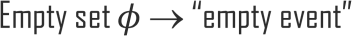 Empty set ϕ → “empty event”